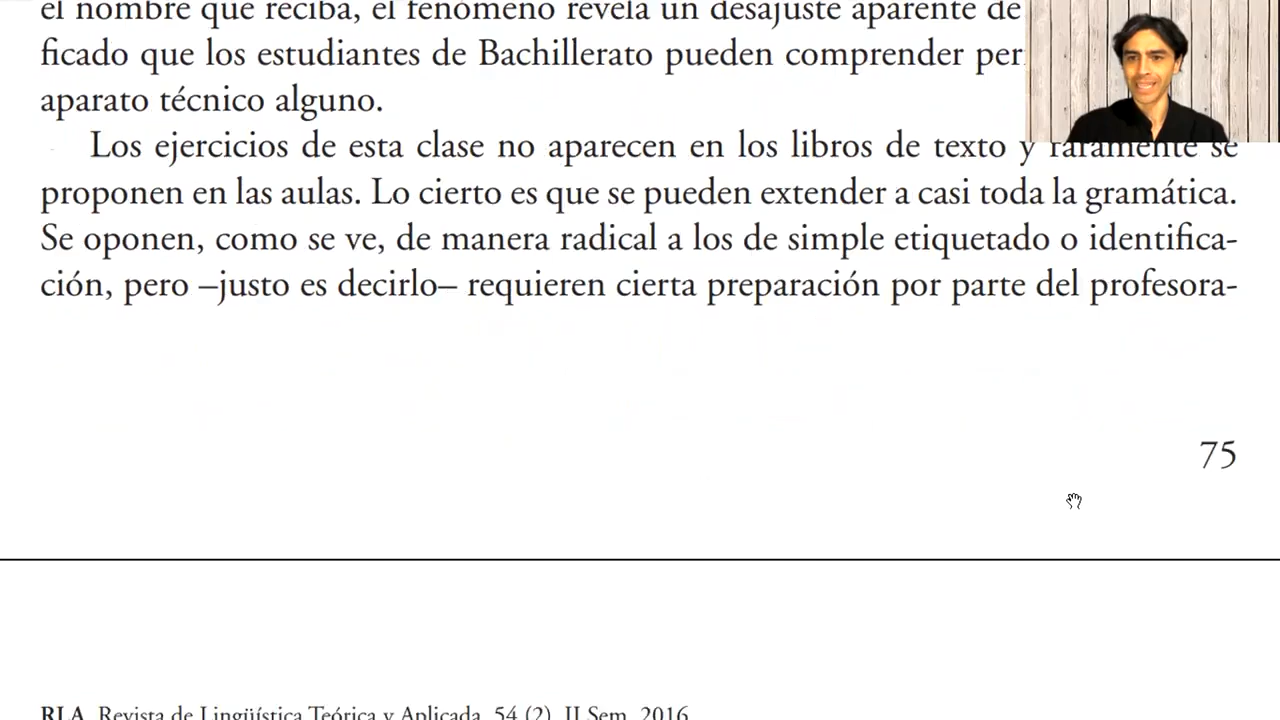 el nombre que reciba, el fenómeno revela un desajuste aparente de
ficado que los estudiantes de Bachillerato pueden comprender per
aparato técnico alguno.
Los ejercicios de esta clase no aparecen en los libros de texto y raramente se
proponen en las aulas. Lo cierto es que se pueden extender a casi toda la gramática.
Se oponen, como se ve, de manera radical a los de simple etiquetado o identifica-
ción, pero –justo es decirlo– requieren cierta preparación por parte del profesora-
75
RLA. Revista de Lingüística Teórica y Aplicada, 54 (2), II Sem. 2016